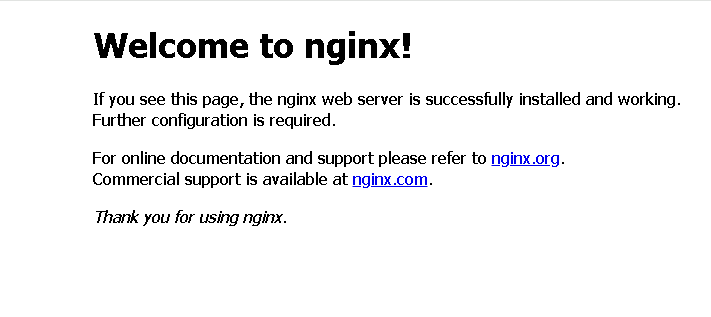 Welcome to nginx!
If you see this page, the nginx web server is successfully installed and working.
Further configuration is required.
For online documentation and support please refer to nginx.org.
Commercial support is available at nginx.com.
Thank you for using nginx.